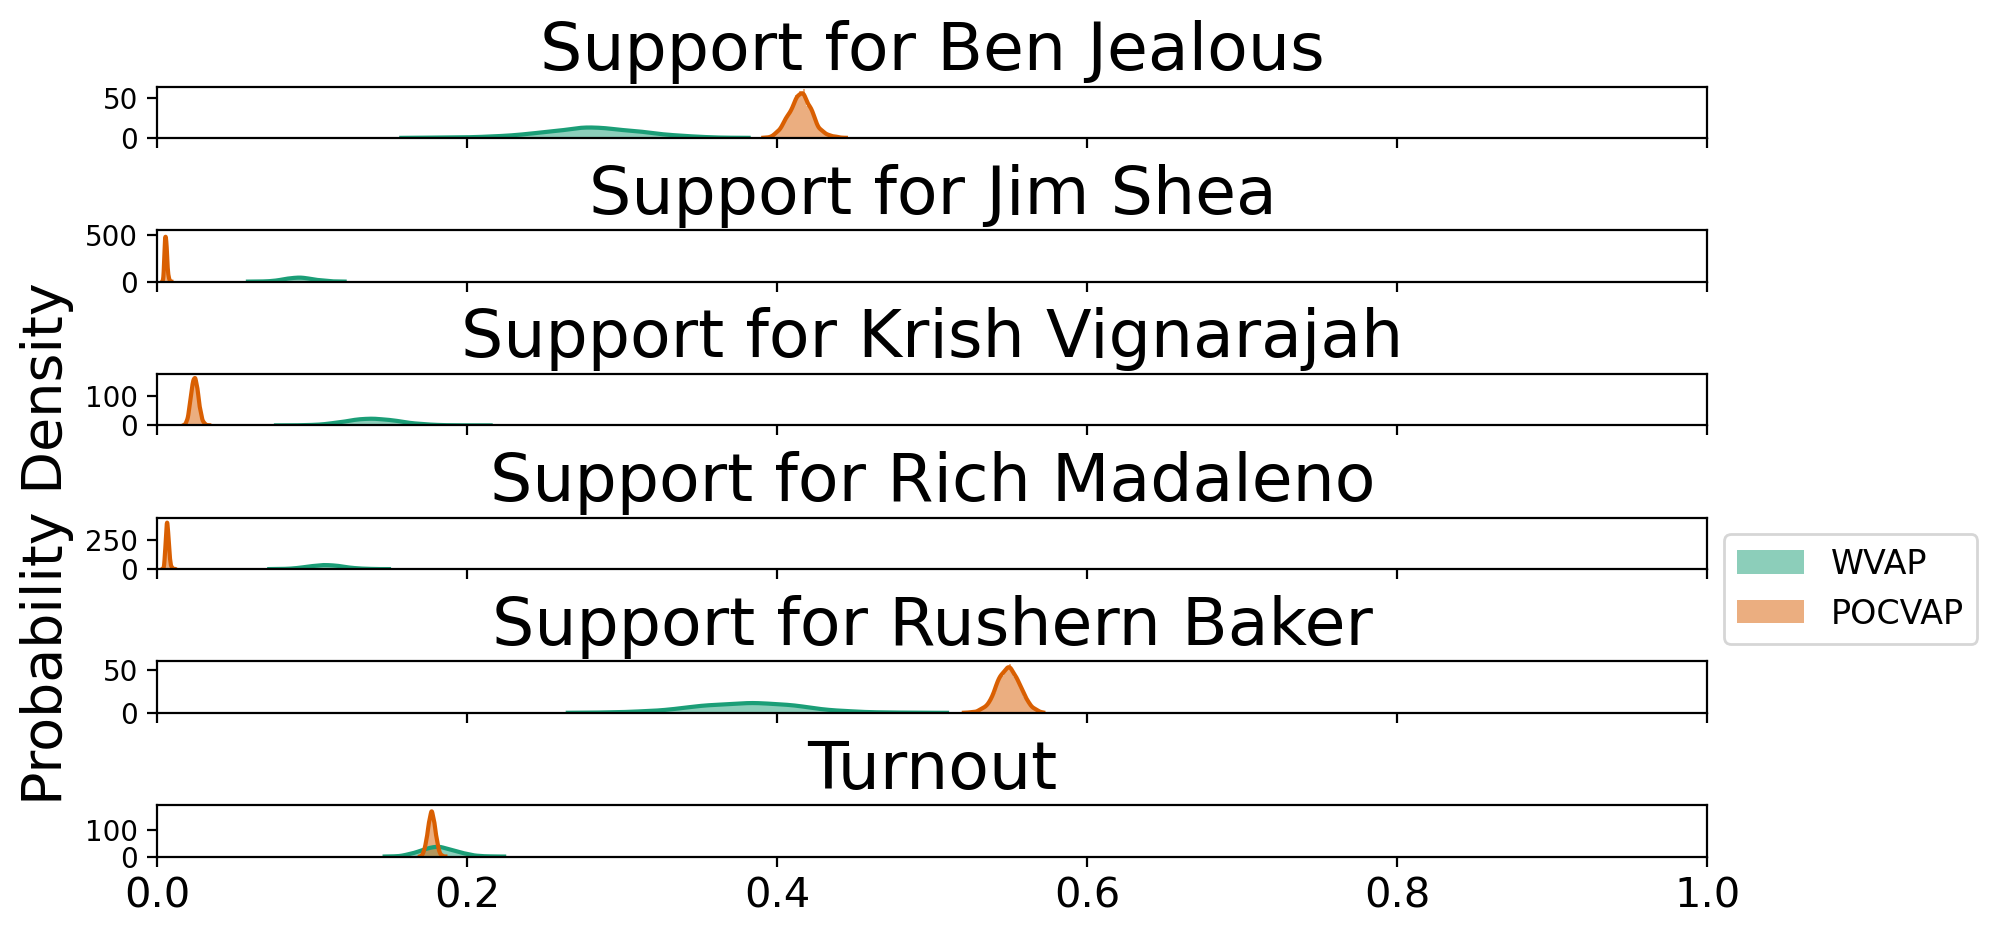 Support for Ben Jealous
50
0
Support for Jim Shea
500
0
Support for Krish Vignarajah
100
0
Support for Rich Madaleno
250
0
Support for Rushern Baker
50
0
Turnout
100
0
0.0 0.2 0.4 0.6 0.8 1.0
Probability Density
WVAP
POCVAP